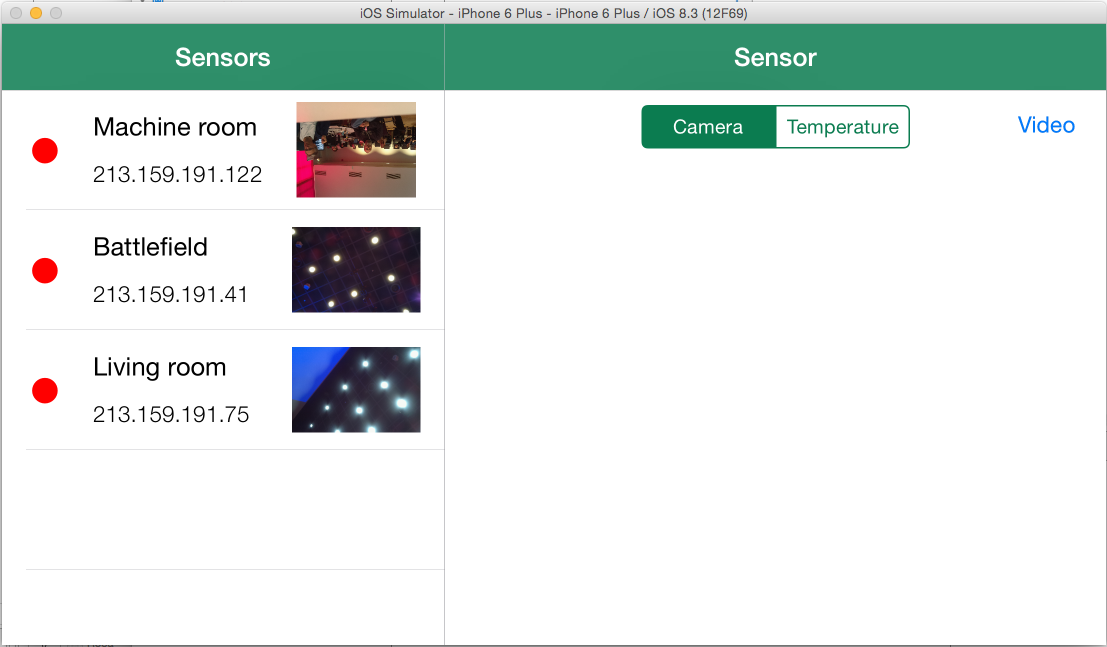 iOS Simulator - iPhone 6 Plus - iPhone 6 Plus / iOS 8.3 (12F69)
Sensors
Sensor
Machine room
213.159.191.122
Battlefield
213.159.191.41
Living room
213.159.191.75
Camera
Temperature
Video